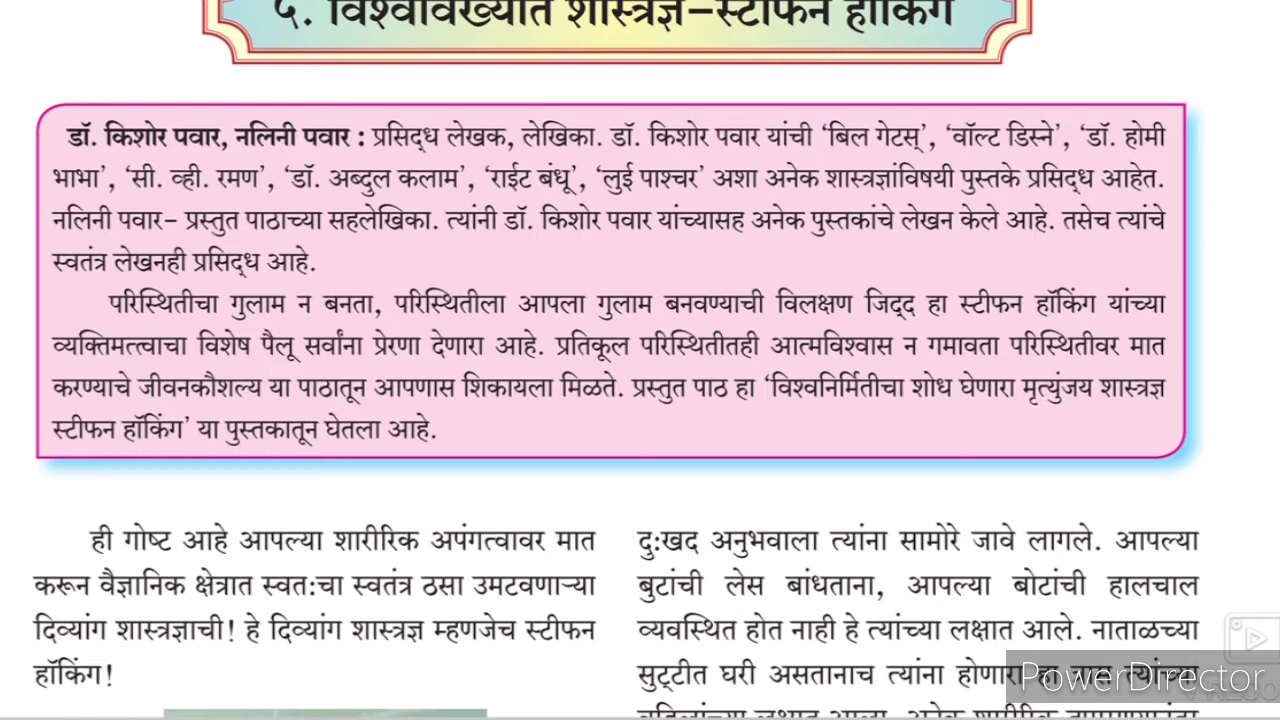 ५. विश्वविख्यात शास्त्रज्ञ–स्टीफन हॉकिंग
डॉ. किशोर पवार, नलिनी पवार : प्रसिद्ध लेखक, लेखिका. डॉ. किशोर पवार यांची ‘बिल गेटस्’, ‘वॉल्ट डिस्ने’, ‘डॉ. होमी
भाभा’, ‘सी. व्ही. रमण’, ‘डॉ. अब्दुल कलाम’, ‘राईट बंधू’, ‘लुई पाश्चर’ अशा अनेक शास्त्रज्ञांविषयी पुस्तके प्रसिद्ध आहेत.
नलिनी पवार– प्रस्तुत पाठाच्या सहलेखिका. त्यांनी डॉ. किशोर पवार यांच्यासह अनेक पुस्तकांचे लेखन केले आहे. तसेच त्यांचे
स्वतंत्र लेखनही प्रसिद्ध आहे.
परिस्थितीचा गुलाम न बनता, परिस्थितीला आपला गुलाम बनवण्याची विलक्षण जिद्द हा स्टीफन हॉकिंग यांच्या
व्यक्तिमत्त्वाचा विशेष पैलू सर्वांना प्रेरणा देणारा आहे. प्रतिकूल परिस्थितीतही आत्मविश्वास न गमावता परिस्थितीवर मात
करण्याचे जीवनकौशल्य या पाठातून आपणास शिकायला मिळते. प्रस्तुत पाठ हा ‘विश्वनिर्मितीचा शोध घेणारा मृत्युंजय शास्त्रज्ञ
स्टीफन हॉकिंग’ या पुस्तकातून घेतला आहे.
ही गोष्ट आहे आपल्या शारीरिक अपंगत्वावर मात
करून वैज्ञानिक क्षेत्रात स्वतःचा स्वतंत्र ठसा उमटवणाऱ्या
दिव्यांग शास्त्रज्ञाची! हे दिव्यांग शास्त्रज्ञ म्हणजेच स्टीफन
हॉकिंग!
दुःखद अनुभवाला त्यांना सामोरे जावे लागले. आपल्या
बुटांची लेस बांधताना, आपल्या बोटांची हालचाल
व्यवस्थित होत नाही हे त्यांच्या लक्षात आले. नाताळच्या
सुट्टीत घरी असतानाच त्यांना होणारा हा त्रास त्यांच्या
PowerDirector